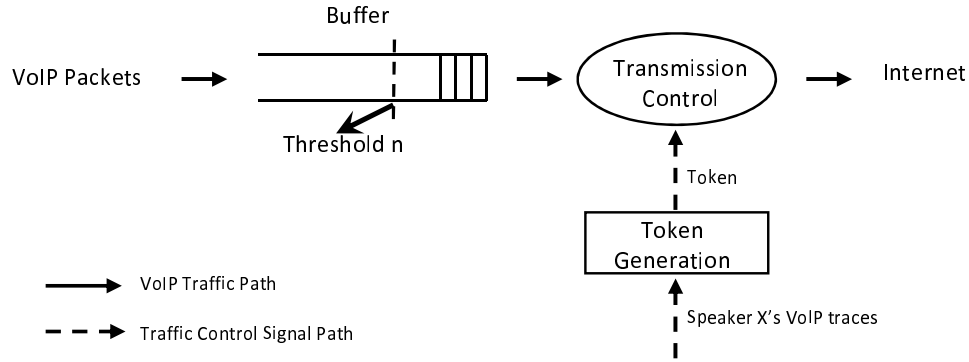 Buffer
VoIP Packets
Transmission
Control
Internet
Threshold n
Token
Token
Generation
VoIP Traffic Path
Speaker X's VoIP traces
Traffic Control Signal Path